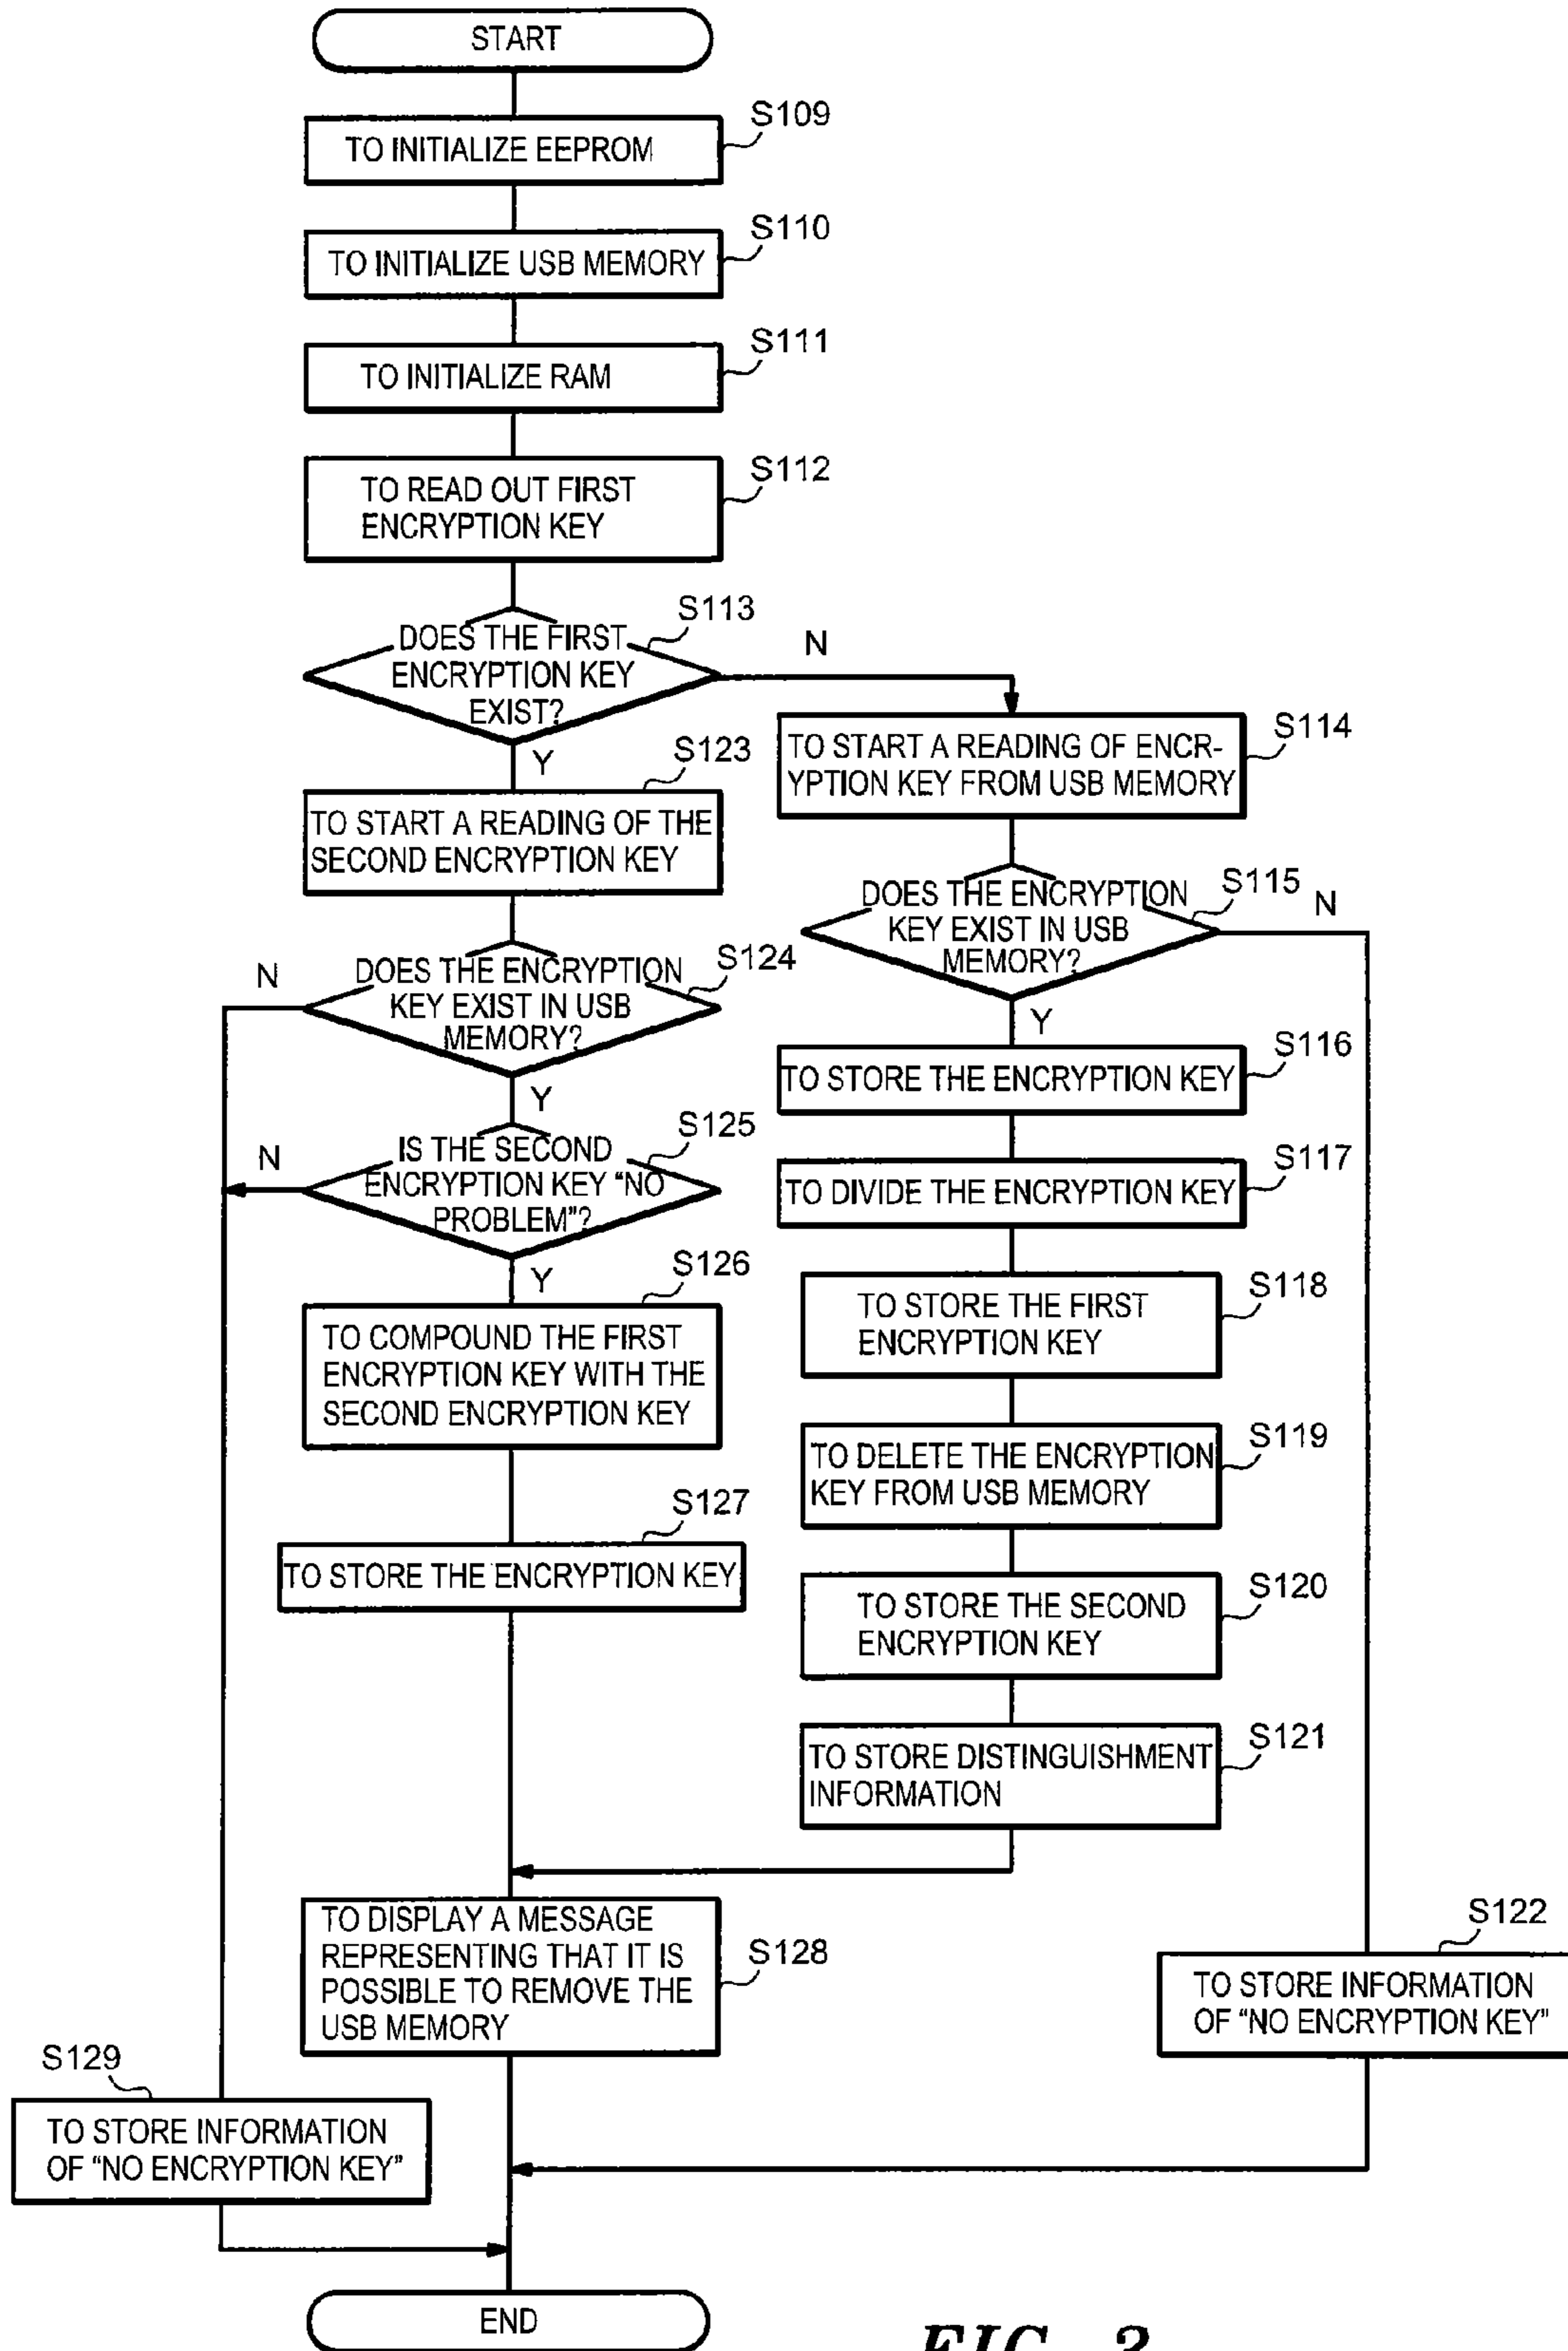 START
S109
TO INITIALIZE EEPROM
S110
TO INITIALIZE USB MEMORY
S111
TO INITIALIZE RAM
S112
TO READ OUT FIRST
ENCRYPTION KEY
S113
DOES THE FIRST
ENCRYPTION KEY
EXIST?
N
Y
S123
TO START A READING OF THE
SECOND ENCRYPTION KEY
S124
DOES THE ENCRYPTION
KEY EXIST IN USB
MEMORY?
N
Y
S125
IS THE SECOND
ENCRYPTION KEY “NO
PROBLEM”?
N
Y
S126
TO COMPOUND THE FIRST
ENCRYPTION KEY WITH THE
SECOND ENCRYPTION KEY
S127
TO STORE THE ENCRYPTION KEY
S114
TO START A READING OF ENCR-
YPTION KEY FROM USB MEMORY
S115
DOES THE ENCRYPTION
KEY EXIST IN USB
MEMORY?
N
Y
S116
TO STORE THE ENCRYPTION KEY
S117
TO DIVIDE THE ENCRYPTION KEY
S118
TO STORE THE FIRST
ENCRYPTION KEY
S119
TO DELETE THE ENCRYPTION
KEY FROM USB MEMORY
S120
TO STORE THE SECOND
ENCRYPTION KEY
S121
TO STORE DISTINGUISHMENT
INFORMATION
S128
TO DISPLAY A MESSAGE
REPRESENTING THAT IT IS
POSSIBLE TO REMOVE THE
USB MEMORY
S122
TO STORE INFORMATION
OF “NO ENCRYPTION KEY”
S129
TO STORE INFORMATION
OF “NO ENCRYPTION KEY”
END
FIG. 3